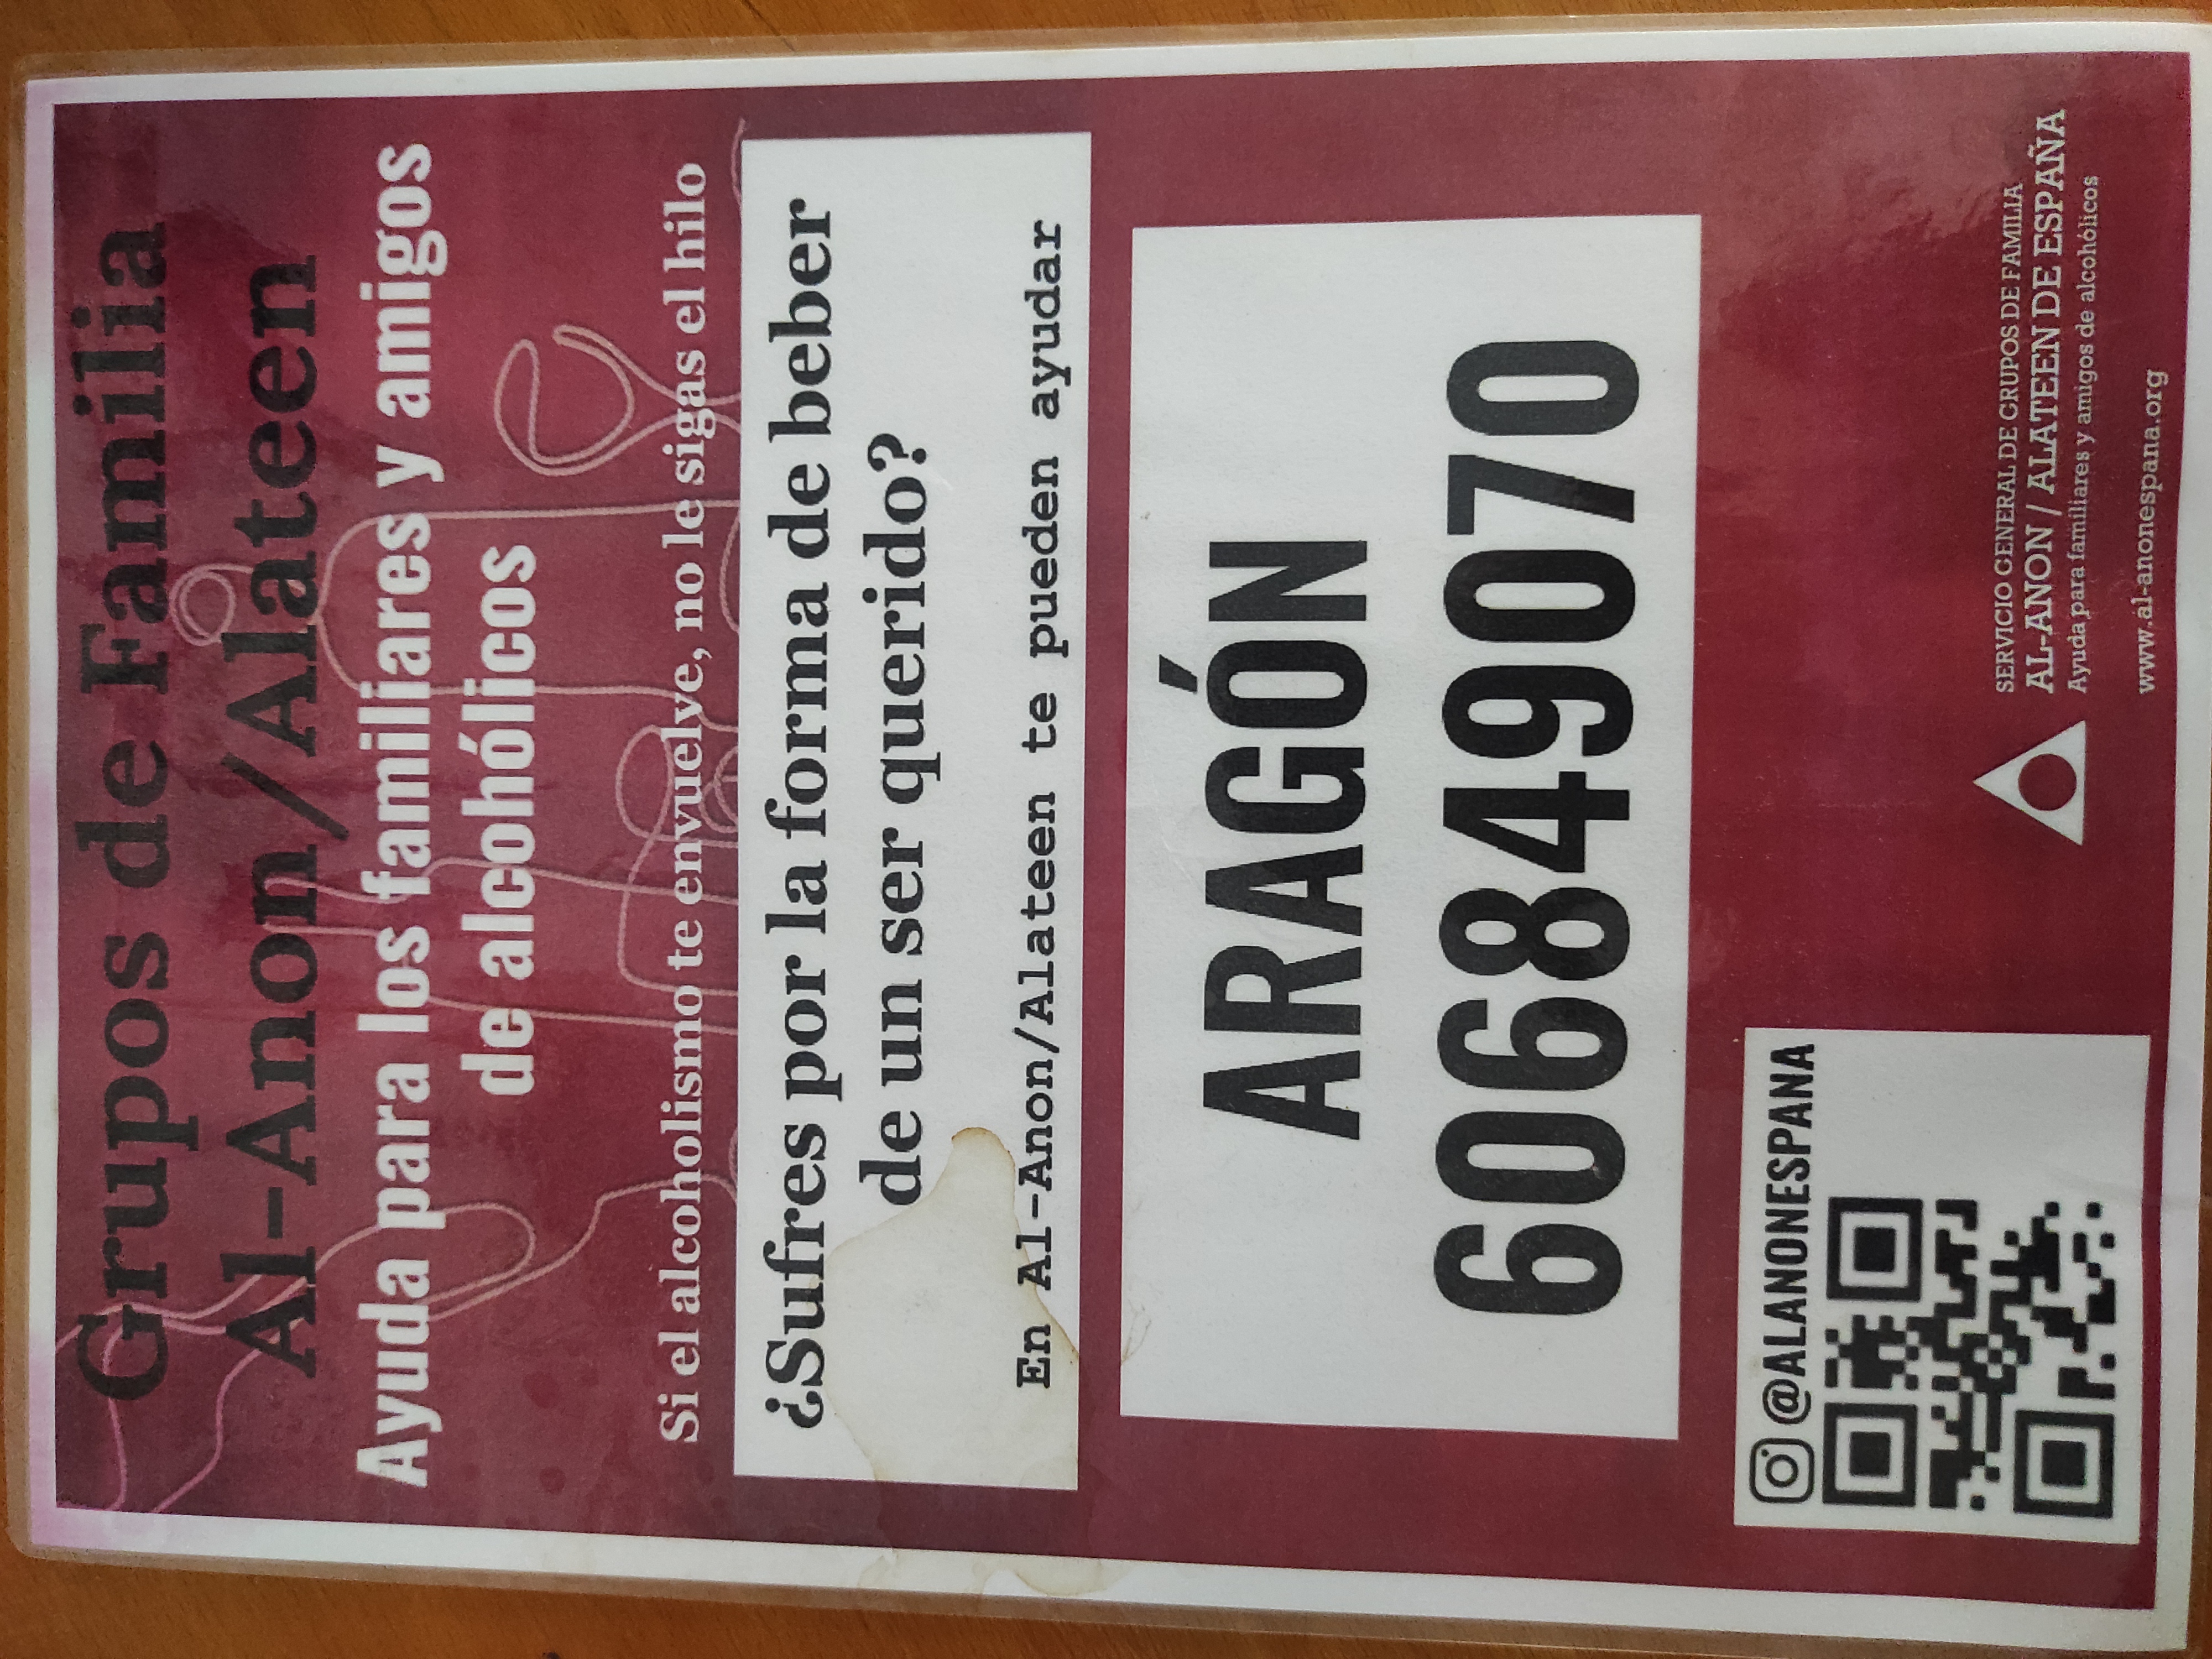 Grupos de Familia
Al-Anon/Alateen
Ayuda para los familiares y amigos
de alcohólicos
Si el alcoholismo te envuelve, no le sigas el hilo
¿Sufres por la forma de beber
de un ser querido?
En Al-Anon/Alateen te pueden ayudar
ARAGÓN
606849070
@ALANONESPANA
SERVICIO GENERAL DE GRUPOS DE FAMILIA
AL-ANON / ALATEEN DE ESPAÑA
Ayuda para familiares y amigos de alcohólicos
www.al-anonespana.org